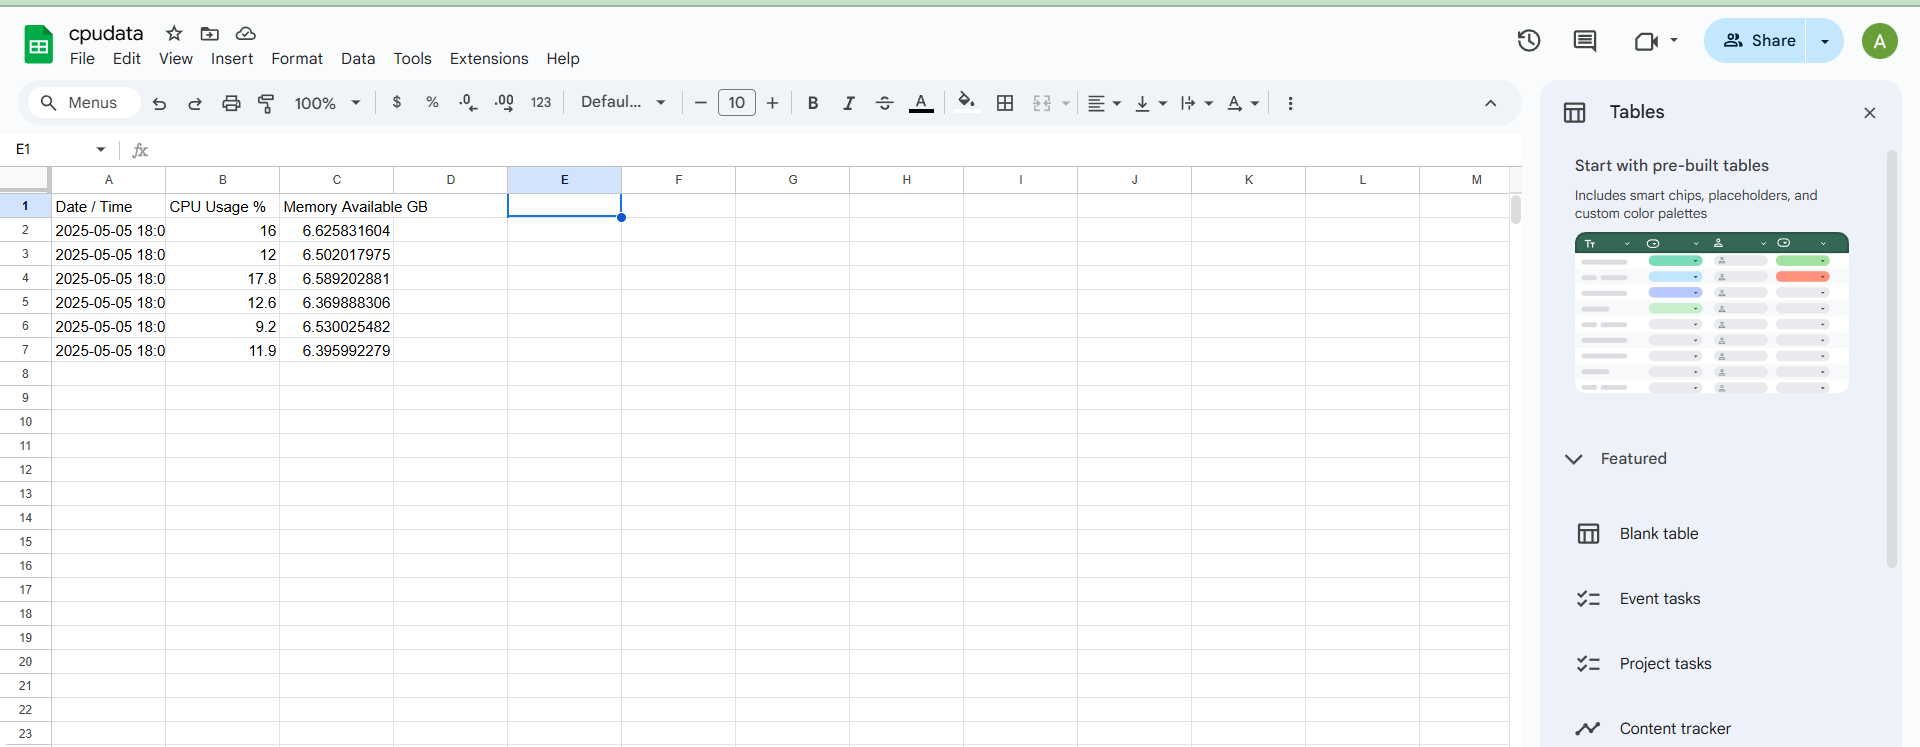 cpudata
File Edit View Insert Format Data Tools Extensions Help
Share
A
Menus
100%
$ % .0 .00 123
Defaul...
10
B I A A
E1
fx
A B C D E F G H I J K L M
1 Date / Time CPU Usage % Memory Available GB
2 2025-05-05 18:0 16 6.625831604
3 2025-05-05 18:0 12 6.502017975
4 2025-05-05 18:0 17.8 6.589202881
5 2025-05-05 18:0 12.6 6.369888306
6 2025-05-05 18:0 9.2 6.530025482
7 2025-05-05 18:0 11.9 6.395992279
8
9
10
11
12
13
14
15
16
17
18
19
20
21
22
23
Tables
Start with pre-built tables
Includes smart chips, placeholders, and
custom color palettes
Tт
Featured
Blank table
Event tasks
Project tasks
Content tracker